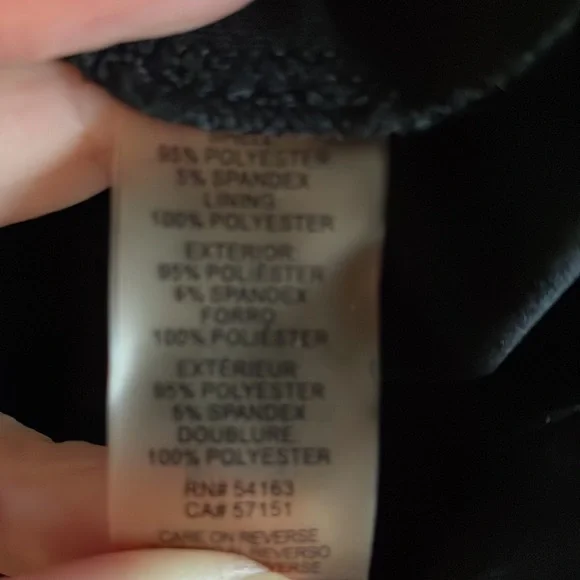 95% POLYESTER
5% SPANDEX
LINING
100% POLYESTER
EXTERIOR
95% POLIÉSTER
5% SPANDEX
FORRO
100% POLIÉSTER
EXTÉRIEUR
95% POLYESTER
5% SPANDEX
DOUBLURE
100% POLYESTER
RN# 54163
CA# 57151
CARE ON REVERSE
REVERSO